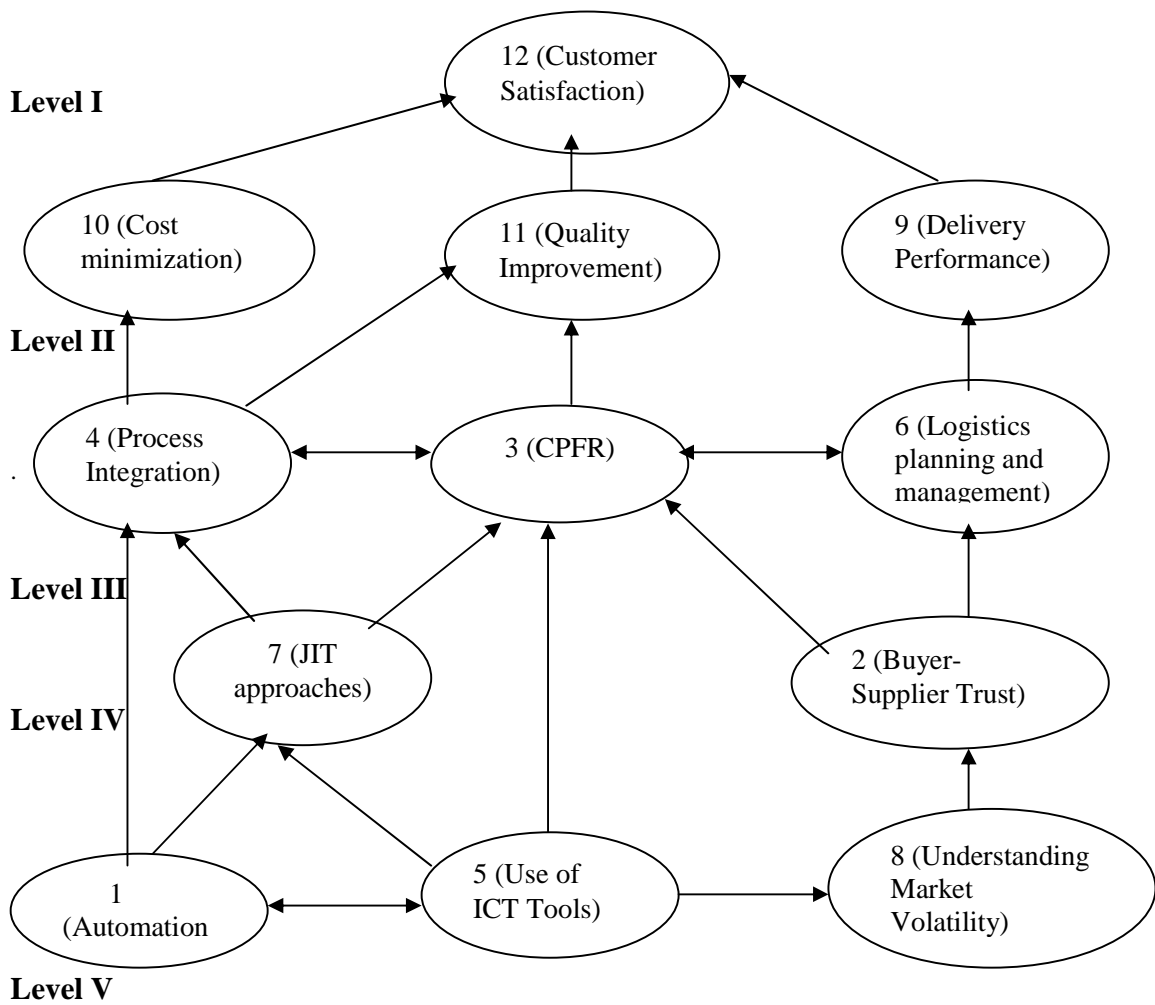 12 (Customer
Satisfaction)
Level I
10 (Cost
minimization)
11 (Quality
Improvement)
9 (Delivery
Performance)
Level II
4 (Process
Integration)
3 (CPFR)
6 (Logistics
planning and
management)
.
Level III
7 (JIT
approaches)
2 (Buyer-
Supplier Trust)
Level IV
1
(Automation
5 (Use of
ICT Tools)
8 (Understanding
Market
Volatility)
Level V